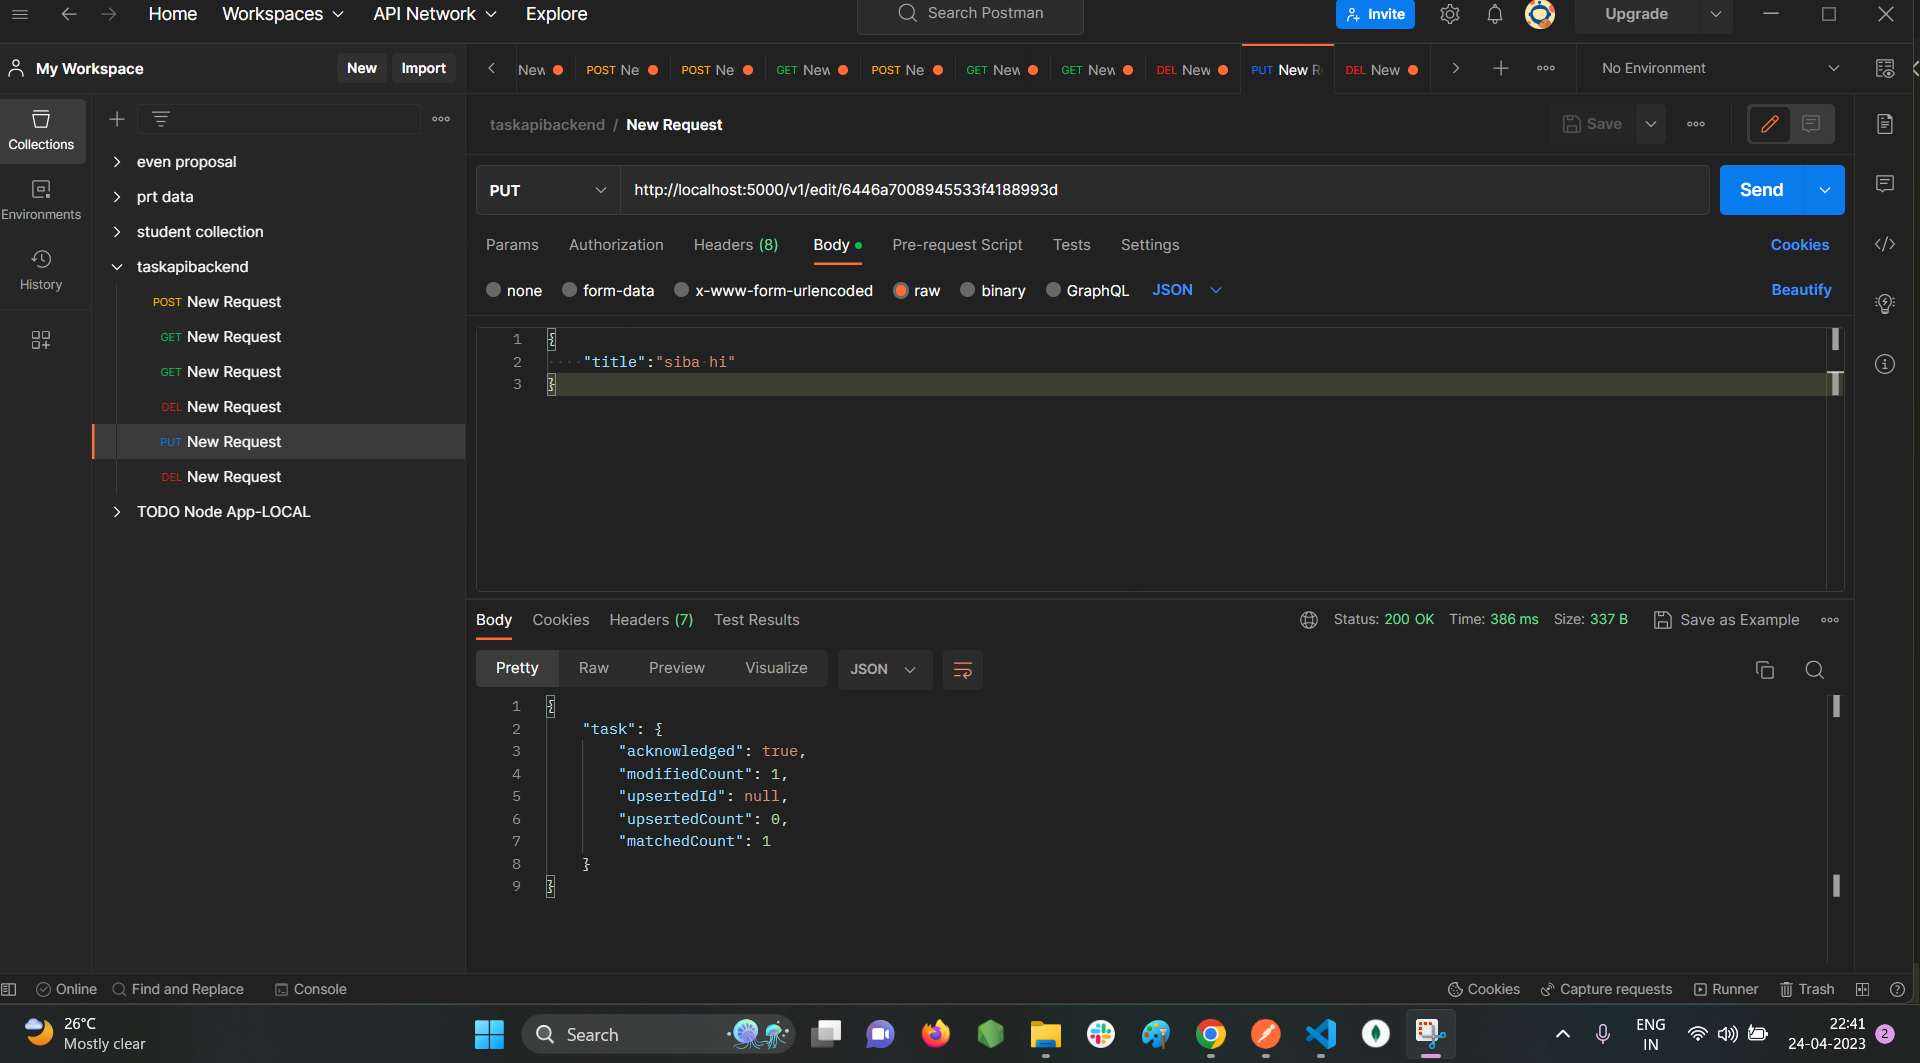 Home Workspaces API Network Explore Search Postman Invite Upgrade
My Workspace New Import New POST Ne POST Ne GET New POST Ne GET New GET New DEL New PUT New R DEL New No Environment
Collections
Environments
History
even proposal
prt data
student collection
taskapibackend
POST New Request
GET New Request
GET New Request
DEL New Request
PUT New Request
DEL New Request
TODO Node App-LOCAL
taskapibackend / New Request Save
PUT http://localhost:5000/v1/edit/6446a7008945533f4188993d Send
Params Authorization Headers (8) Body Pre-request Script Tests Settings Cookies
none form-data x-www-form-urlencoded raw binary GraphQL JSON Beautify
1 {
2 "title":"siba hi"
3 }
Body Cookies Headers (7) Test Results Status: 200 OK Time: 386 ms Size: 337 B Save as Example
Pretty Raw Preview Visualize JSON
1 {
2 "task": {
3 "acknowledged": true,
4 "modifiedCount": 1,
5 "upsertedId": null,
6 "upsertedCount": 0,
7 "matchedCount": 1
8 }
9 }
Online Find and Replace Console Cookies Capture requests Runner Trash
26°C
Mostly clear
Search
ENG
IN
22:41
24-04-2023
2